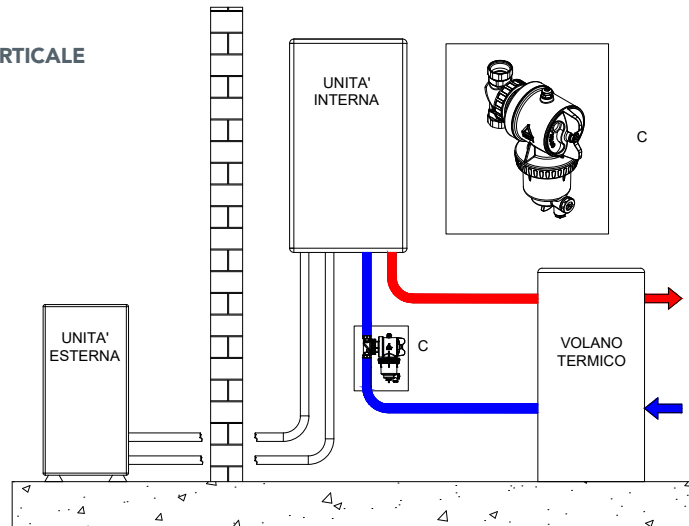 RTICALE
UNITA'
INTERNA
C
UNITA'
ESTERNA
C
VOLANO
TERMICO